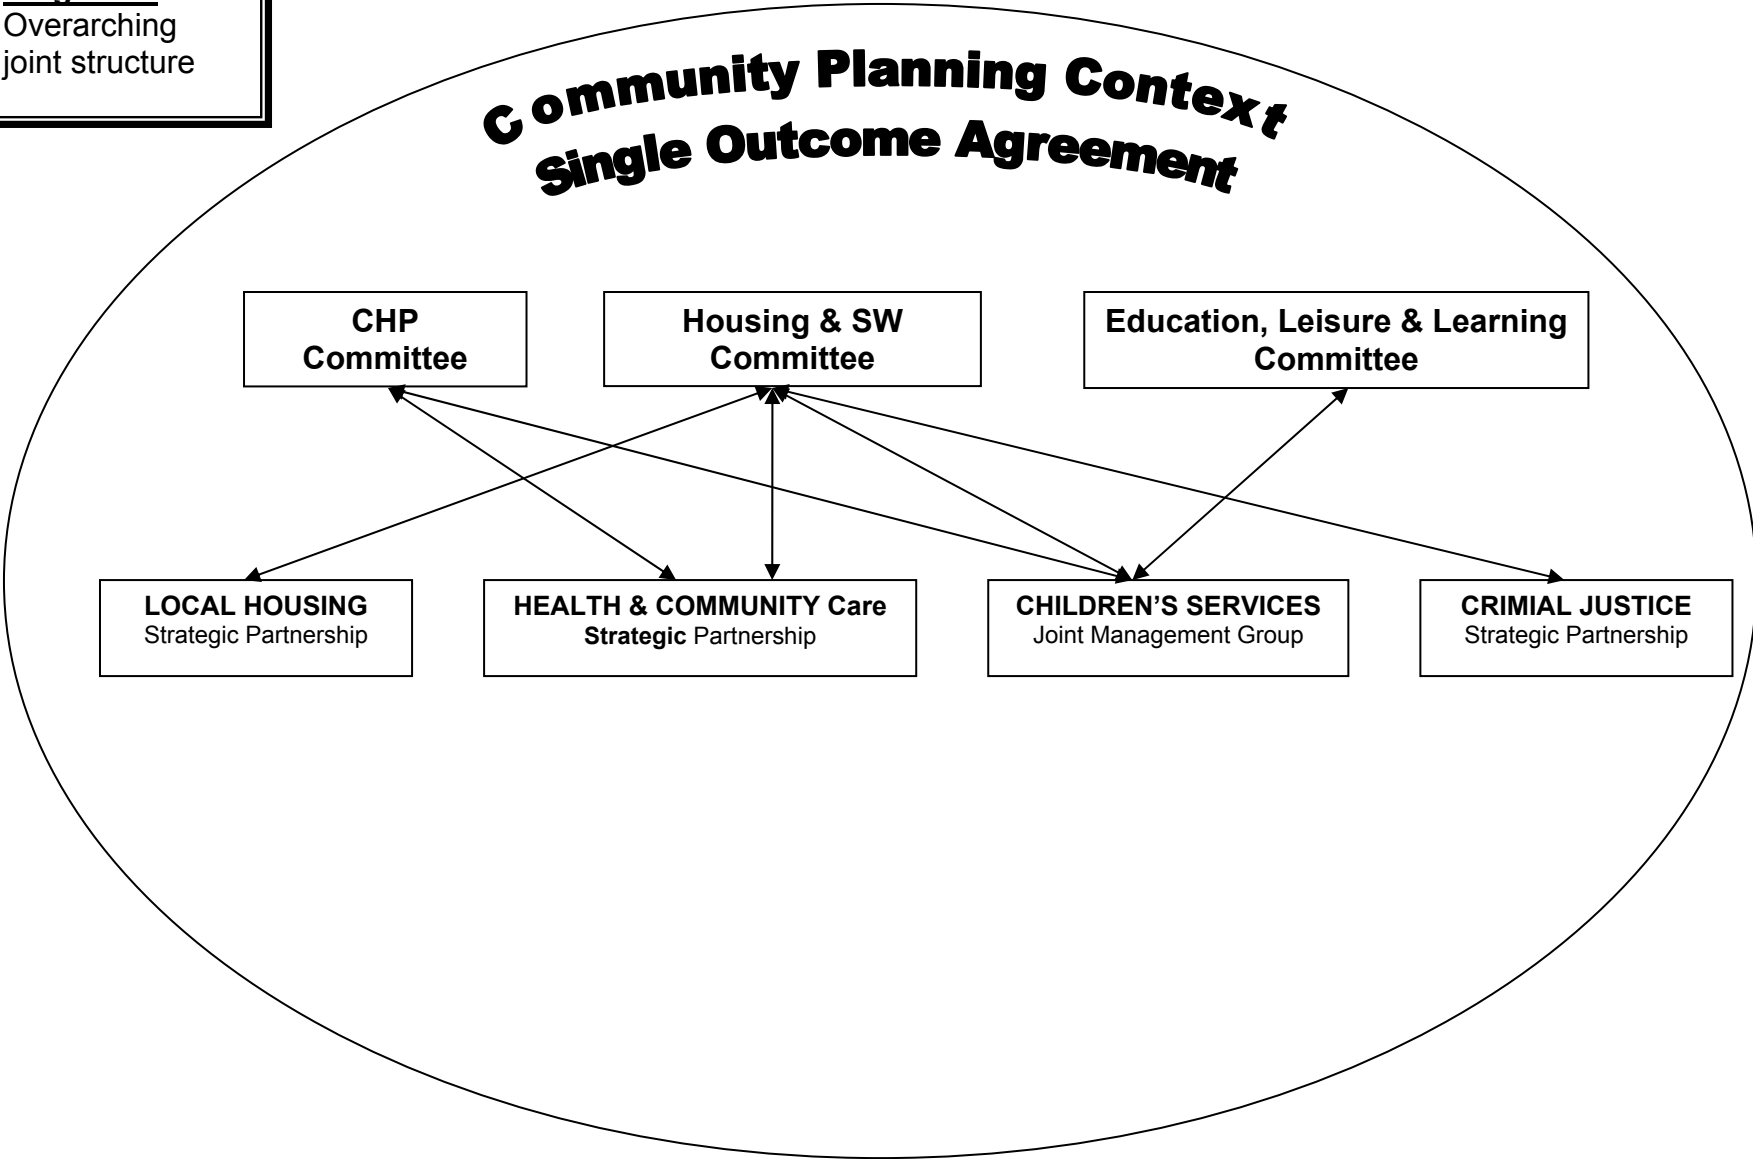 Overarching
joint structure
Community Planning Context
Single Outcome Agreement
CHP
Committee
Housing & SW
Committee
Education, Leisure & Learning
Committee
LOCAL HOUSING
Strategic Partnership
HEALTH & COMMUNITY Care
Strategic Partnership
CHILDREN’S SERVICES
Joint Management Group
CRIMIAL JUSTICE
Strategic Partnership